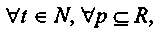 ∀t ∈ N, ∀p ⊆ R,